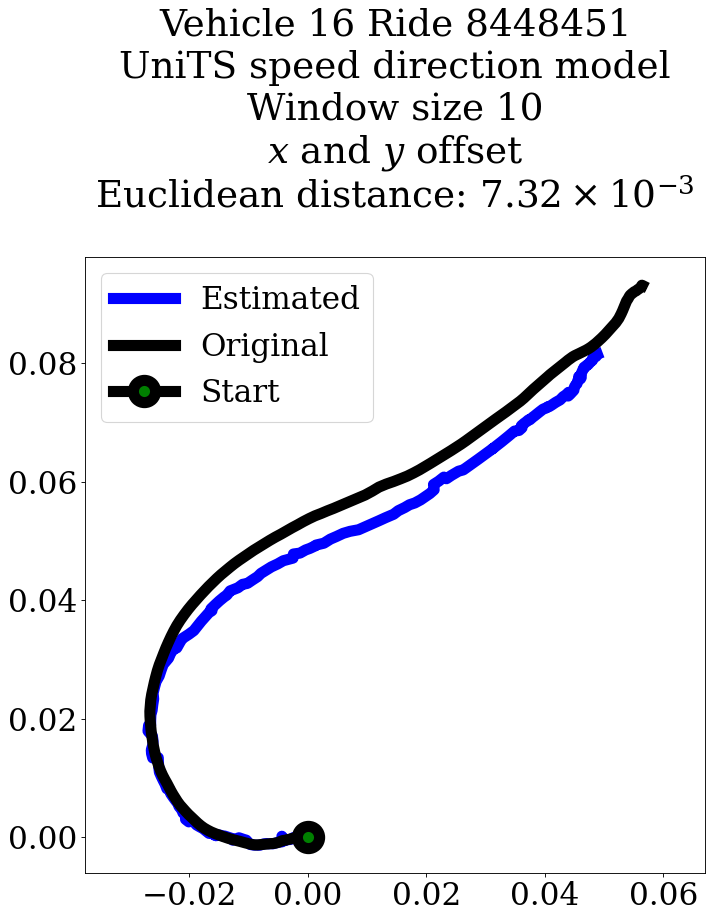 Vehicle 16 Ride 8448451
UniTS speed direction model
Window size 10
x and y offset
Euclidean distance: 7.32 × 10⁻³
Estimated
Original
Start
0.08
0.06
0.04
0.02
0.00
−0.02 0.00 0.02 0.04 0.06